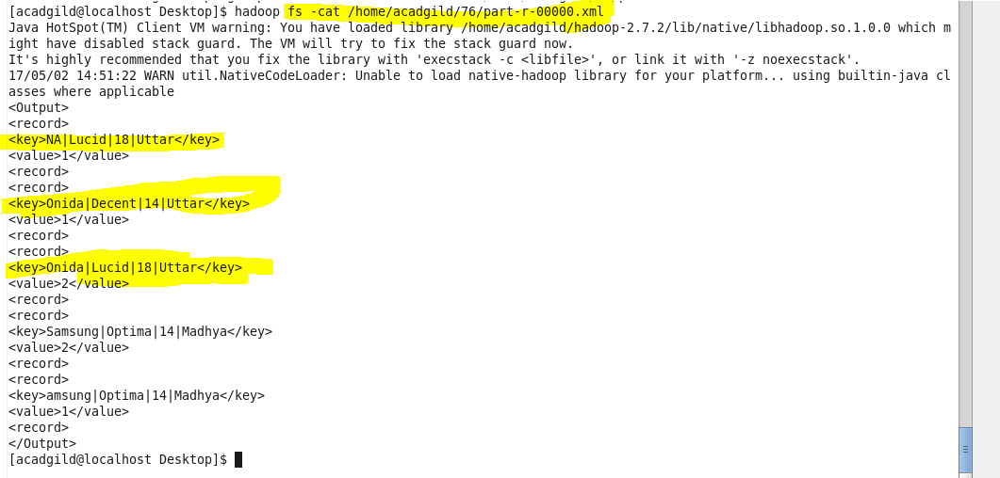 [acadgild@localhost Desktop]$ hadoop fs -cat /home/acadgild/76/part-r-00000.xml
Java HotSpot(TM) Client VM warning: You have loaded library /home/acadgild/hadoop-2.7.2/lib/native/libhadoop.so.1.0.0 which m
ight have disabled stack guard. The VM will try to fix the stack guard now.
It's highly recommended that you fix the library with 'execstack -c <libfile>', or link it with '-z noexecstack'.
17/05/02 14:51:22 WARN util.NativeCodeLoader: Unable to load native-hadoop library for your platform... using builtin-java cl
asses where applicable
<Output>
<record>
<key>NA|Lucid|18|Uttar</key>
<value>1</value>
<record>
<record>
<key>Onida|Decent|14|Uttar</key>
<value>1</value>
<record>
<record>
<key>Onida|Lucid|18|Uttar</key>
<value>2</value>
<record>
<record>
<key>Samsung|Optima|14|Madhya</key>
<value>2</value>
<record>
<record>
<key>amsung|Optima|14|Madhya</key>
<value>1</value>
<record>
</Output>
[acadgild@localhost Desktop]$